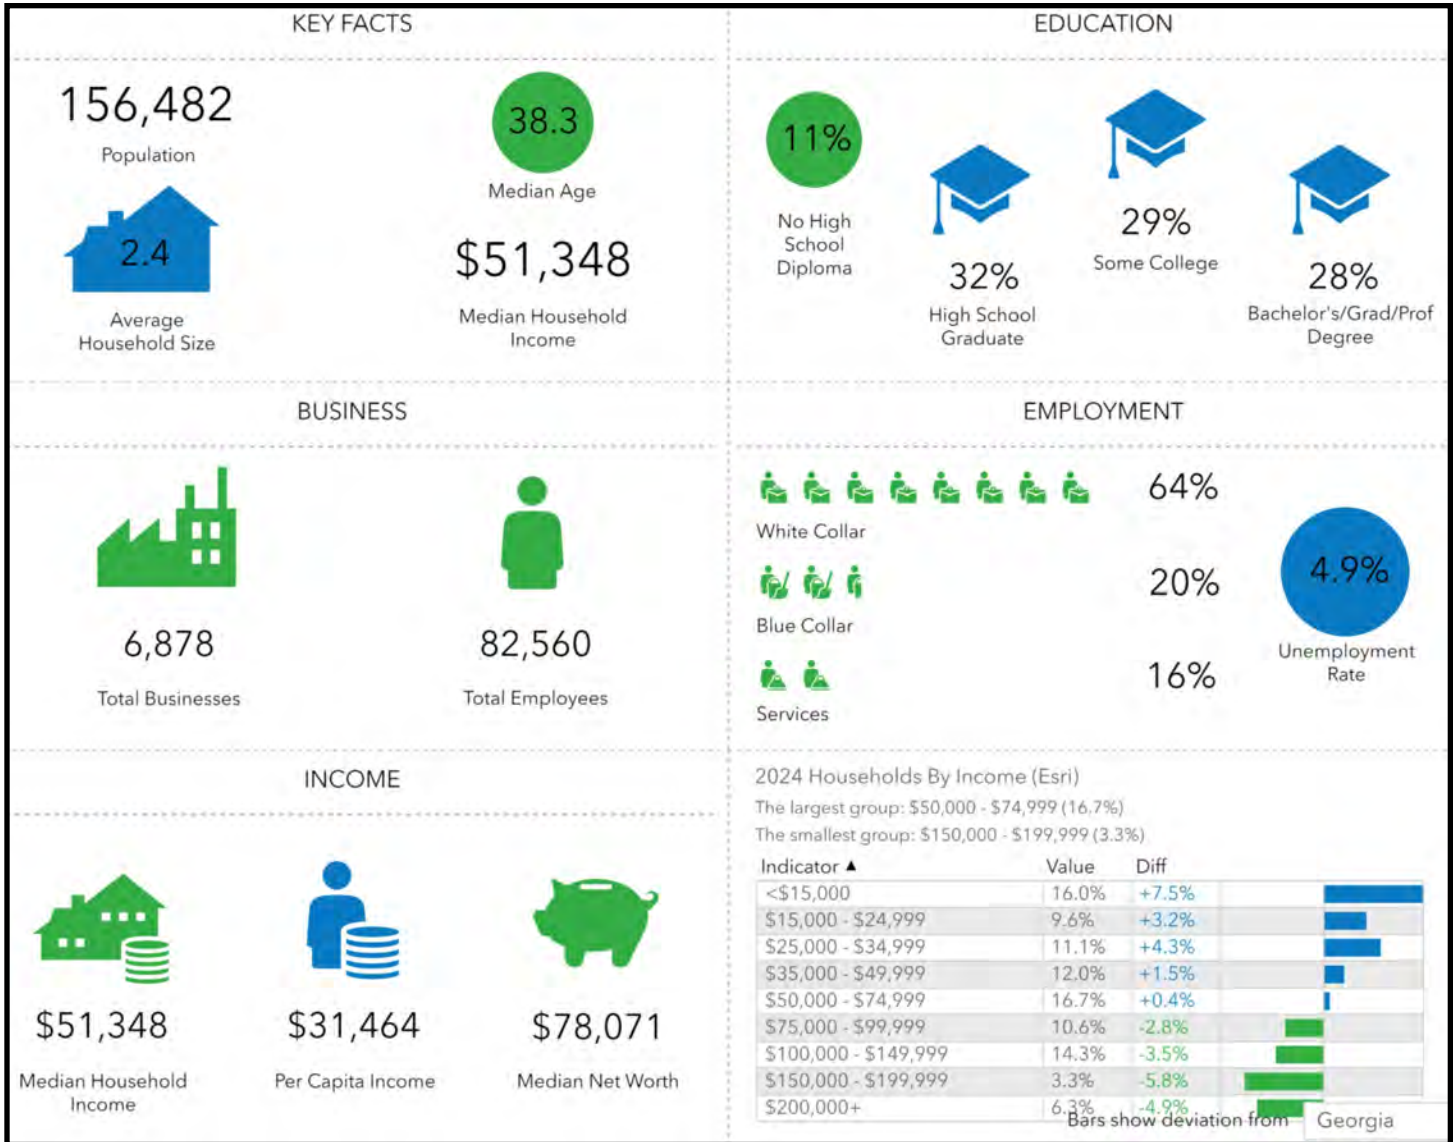 KEY FACTS
156,482
Population
38.3
Median Age
2.4
Average
Household Size
$51,348
Median Household
Income
EDUCATION
11%
No High
School
Diploma
32%
High School
Graduate
29%
Some College
28%
Bachelor's/Grad/Prof
Degree
BUSINESS
6,878
Total Businesses
82,560
Total Employees
EMPLOYMENT
64%
White Collar
20%
Blue Collar
16%
Services
4.9%
Unemployment
Rate
INCOME
$51,348
Median Household
Income
$31,464
Per Capita Income
$78,071
Median Net Worth
2024 Households By Income (Esri)
The largest group: $50,000 - $74,999 (16.7%)
The smallest group: $150,000 - $199,999 (3.3%)
Indicator ▲ Value Diff
<$15,000 16.0% +7.5%
$15,000 - $24,999 9.6% +3.2%
$25,000 - $34,999 11.1% +4.3%
$35,000 - $49,999 12.0% +1.5%
$50,000 - $74,999 16.7% +0.4%
$75,000 - $99,999 10.6% -2.8%
$100,000 - $149,999 14.3% -3.5%
$150,000 - $199,999 3.3% -5.8%
$200,000+ 6.3% -4.9%
Bars show deviation from Georgia